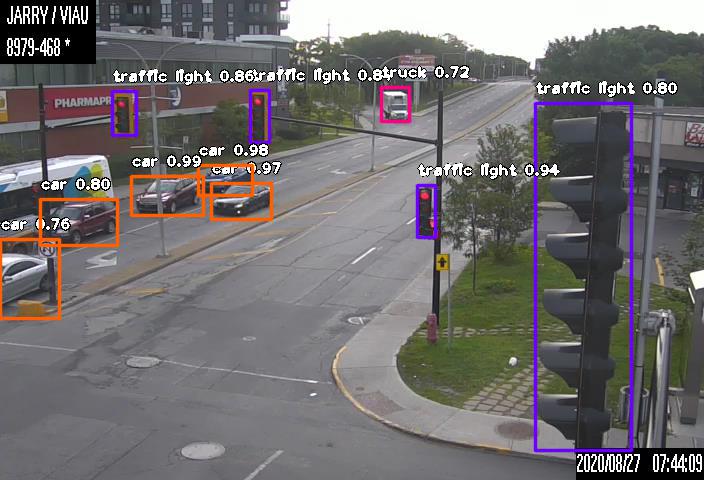 JARRY / VIAU
8979-468 *
traffic light 0.86
traffic light 0.8
truck 0.72
traffic light 0.80
PHARMAPR
car 0.99
car 0.98
car 0.97
car 0.80
traffic light 0.94
car 0.76
2020/08/27 07:44:09